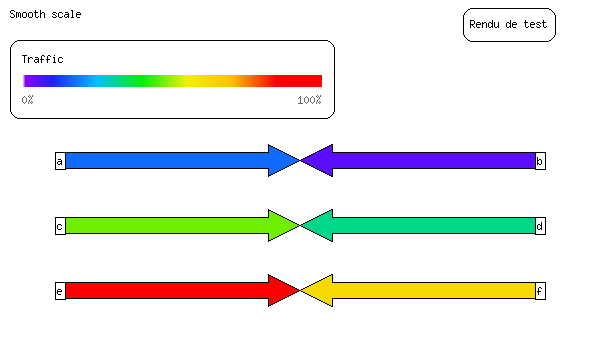 Smooth scale
Rendu de test
Traffic
0% 100%
a b
c d
e f